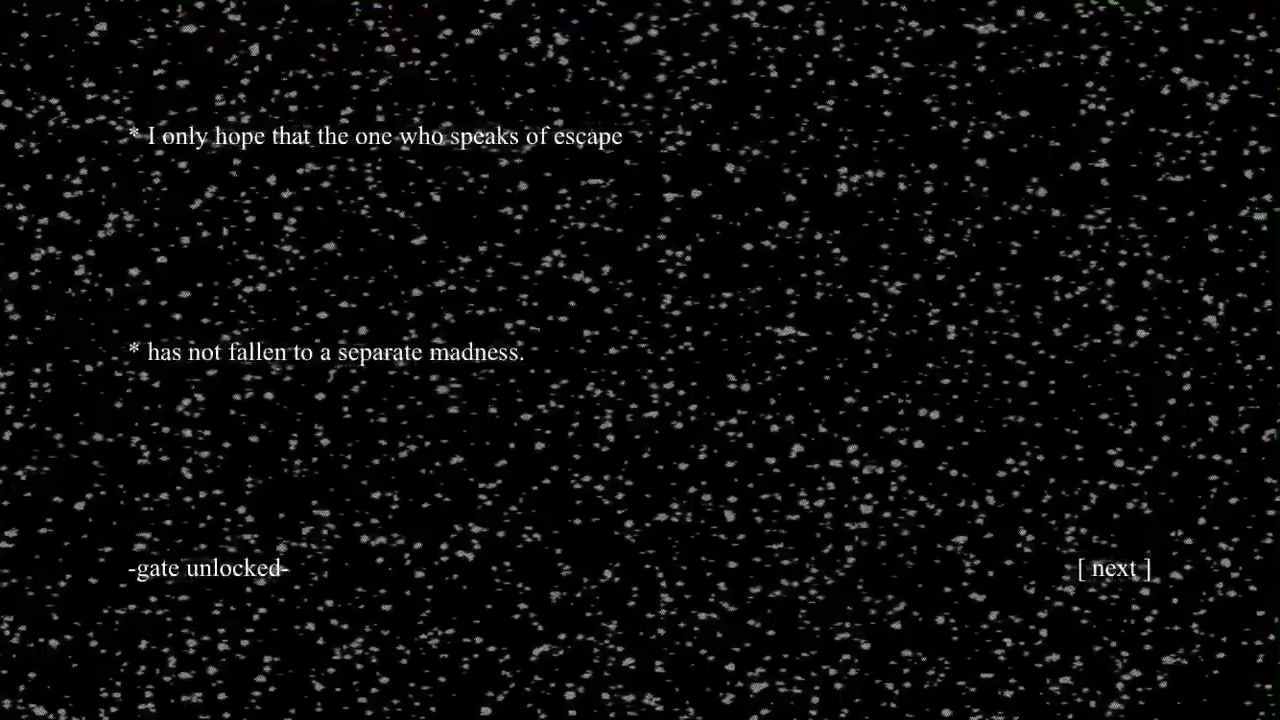 * I only hope that the one who speaks of escape
* has not fallen to a separate madness.
-gate unlocked-
[ next ]